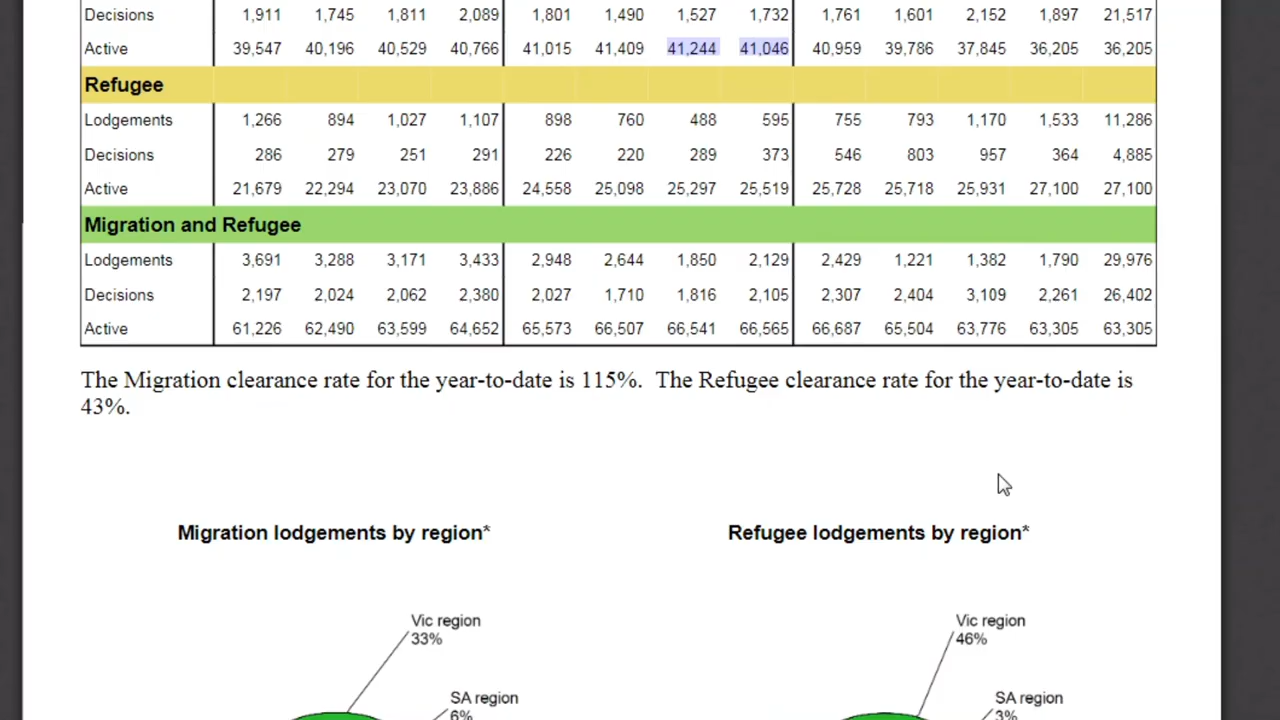 Decisions 1,911 1,745 1,811 2,089 1,801 1,490 1,527 1,732 1,761 1,601 2,152 1,897 21,517
Active 39,547 40,196 40,529 40,766 41,015 41,409 41,244 41,046 40,959 39,786 37,845 36,205 36,205
Refugee
Lodgements 1,266 894 1,027 1,107 898 760 488 595 755 793 1,170 1,533 11,286
Decisions 286 279 251 291 226 220 289 373 546 803 957 364 4,885
Active 21,679 22,294 23,070 23,886 24,558 25,098 25,297 25,519 25,728 25,718 25,931 27,100 27,100
Migration and Refugee
Lodgements 3,691 3,288 3,171 3,433 2,948 2,644 1,850 2,129 2,429 1,221 1,382 1,790 29,976
Decisions 2,197 2,024 2,062 2,380 2,027 1,710 1,816 2,105 2,307 2,404 3,109 2,261 26,402
Active 61,226 62,490 63,599 64,652 65,573 66,507 66,541 66,565 66,687 65,504 63,776 63,305 63,305
The Migration clearance rate for the year-to-date is 115%. The Refugee clearance rate for the year-to-date is
43%.
Migration lodgements by region*
Refugee lodgements by region*
Vic region
33%
SA region
6%
Vic region
46%
SA region
3%